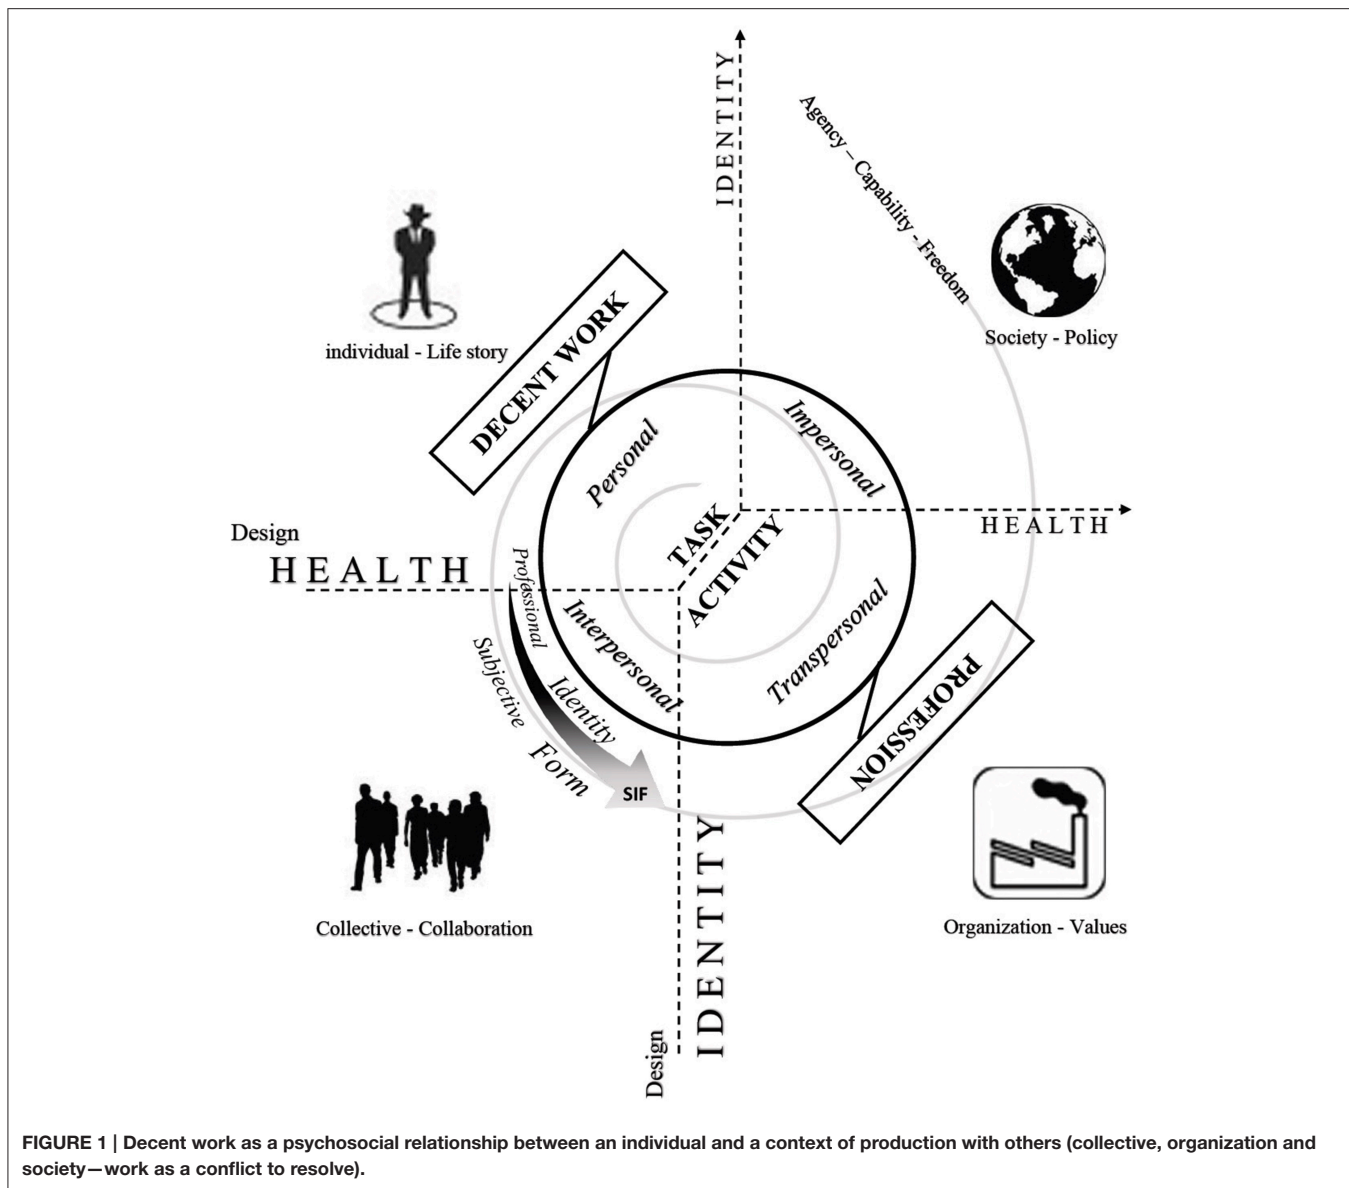 IDENTITY
Agency – Capability - Freedom
Society - Policy
individual - Life story
DECENT WORK
Personal
Impersonal
TASK
ACTIVITY
HEALTH
Design
HEALTH
Professional
Identity
Subjective
Form
SIF
Interpersonal
Transpersonal
PROFESSION
Collective - Collaboration
Organization - Values
IDENTITY
Design
FIGURE 1 | Decent work as a psychosocial relationship between an individual and a context of production with others (collective, organization and
society—work as a conflict to resolve).